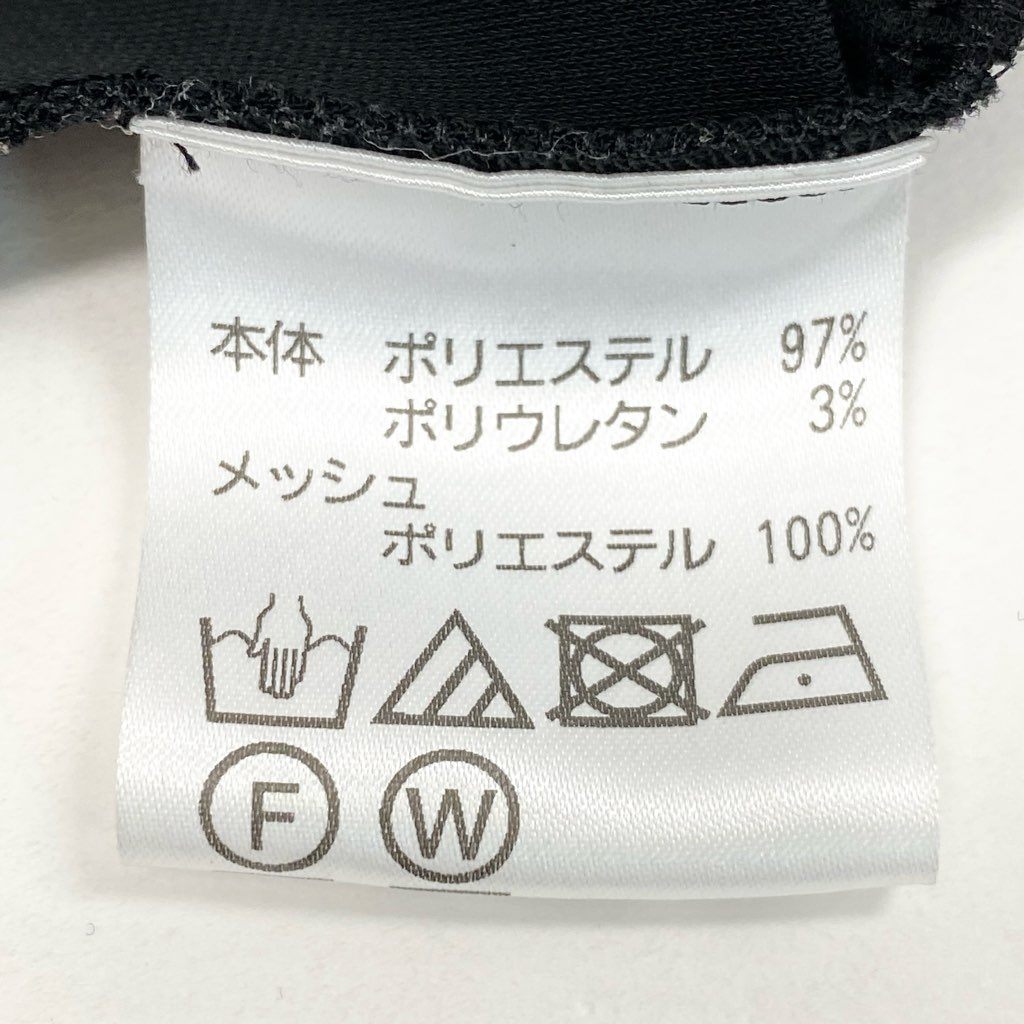 本体 ポリエステル 97%
ポリウレタン 3%
メッシュ
ポリエステル 100%
F W